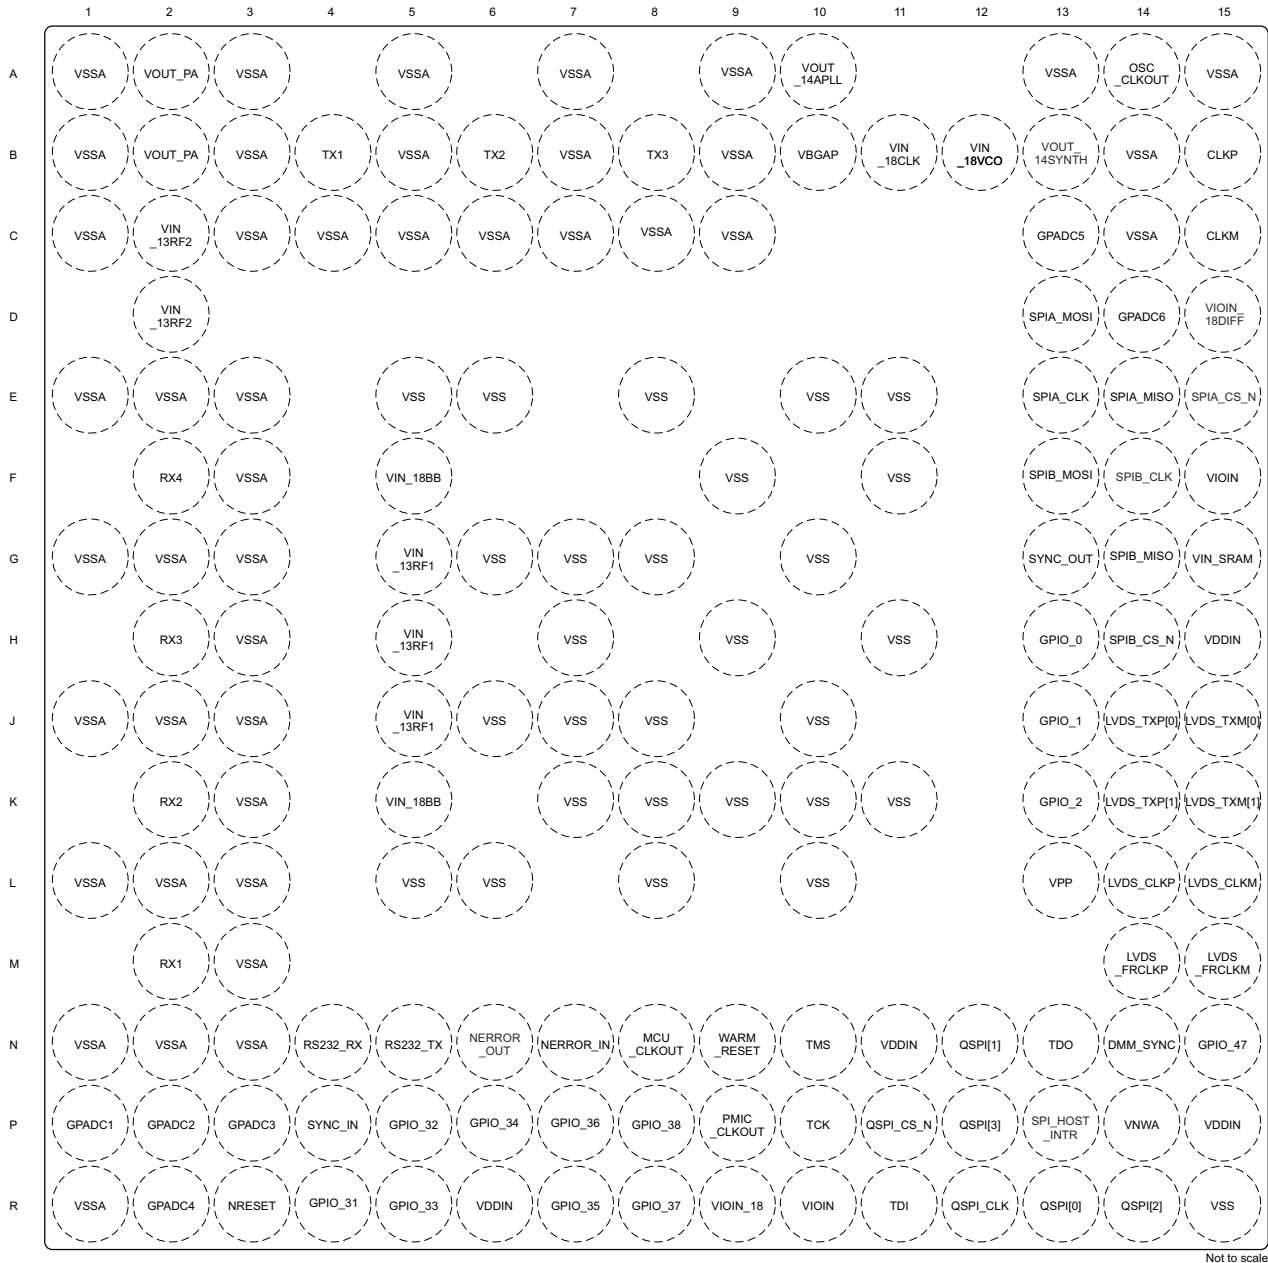 1 2 3 4 5 6 7 8 9 10 11 12 13 14 15
A VSSA VOUT_PA VSSA VSSA VSSA VSSA VOUT _14APLL VSSA OSC _CLKOUT VSSA
B VSSA VOUT_PA VSSA TX1 VSSA TX2 VSSA TX3 VSSA VBGAP VIN _18CLK VIN _18VCO VOUT_ 14SYNTH VSSA CLKP
C VSSA VIN _13RF2 VSSA VSSA VSSA VSSA VSSA VSSA VSSA GPADC5 VSSA CLKM
D VIN _13RF2 SPIA_MOSI GPADC6 VIOIN_ 18DIFF
E VSSA VSSA VSSA VSS VSS VSS VSS VSS SPIA_CLK SPIA_MISO SPIA_CS_N
F RX4 VSSA VIN_18BB VSS VSS SPIB_MOSI SPIB_CLK VIOIN
G VSSA VSSA VSSA VIN _13RF1 VSS VSS VSS VSS SYNC_OUT SPIB_MISO VIN_SRAM
H RX3 VSSA VIN _13RF1 VSS VSS VSS GPIO_0 SPIB_CS_N VDDIN
J VSSA VSSA VSSA VIN _13RF1 VSS VSS VSS VSS GPIO_1 LVDS_TXP[0] LVDS_TXM[0]
K RX2 VSSA VIN_18BB VSS VSS VSS VSS VSS GPIO_2 LVDS_TXP[1] LVDS_TXM[1]
L VSSA VSSA VSSA VSS VSS VSS VSS VPP LVDS_CLKP LVDS_CLKM
M RX1 VSSA LVDS _FRCLKP LVDS _FRCLKM
N VSSA VSSA VSSA RS232_RX RS232_TX NERROR _OUT NERROR_IN MCU _CLKOUT WARM _RESET TMS VDDIN QSPI[1] TDO DMM_SYNC GPIO_47
P GPADC1 GPADC2 GPADC3 SYNC_IN GPIO_32 GPIO_34 GPIO_36 GPIO_38 PMIC _CLKOUT TCK QSPI_CS_N QSPI[3] SPI_HOST _INTR VNWA VDDIN
R VSSA GPADC4 NRESET GPIO_31 GPIO_33 VDDIN GPIO_35 GPIO_37 VIOIN_18 VIOIN TDI QSPI_CLK QSPI[0] QSPI[2] VSS
Not to scale